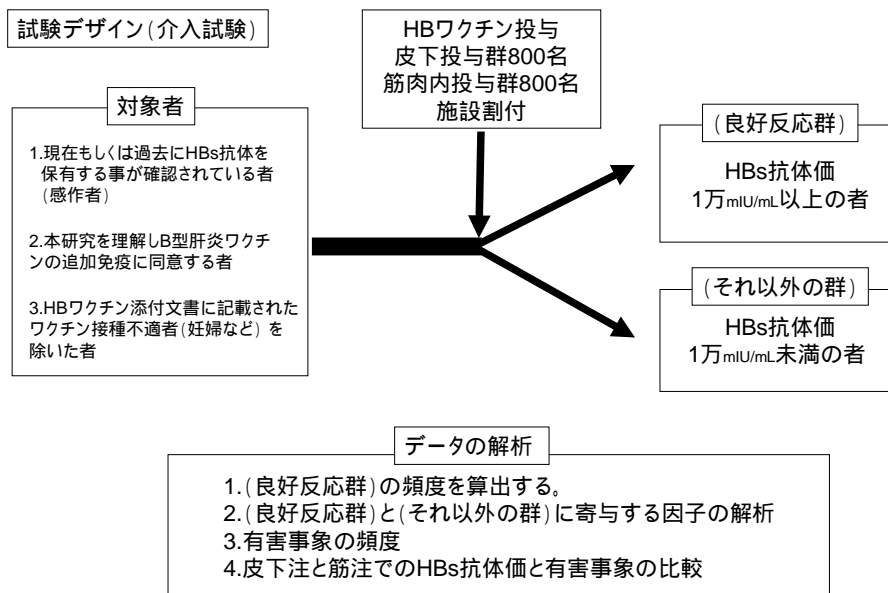 試験デザイン(介入試験)
HBワクチン投与
皮下投与群800名
筋肉内投与群800名
施設割付
対象者
1.現在もしくは過去にHBs抗体を
保有する事が確認されている者
(感作者)
2.本研究を理解しB型肝炎ワクチ
ンの追加免疫に同意する者
3.HBワクチン添付文書に記載された
ワクチン接種不適者(妊婦など) を
除いた者
(良好反応群)
HBs抗体価
1万mIU/mL以上の者
(それ以外の群)
HBs抗体価
1万mIU/mL未満の者
データの解析
1.(良好反応群)の頻度を算出する。
2.(良好反応群)と(それ以外の群)に寄与する因子の解析
3.有害事象の頻度
4.皮下注と筋注でのHBs抗体価と有害事象の比較